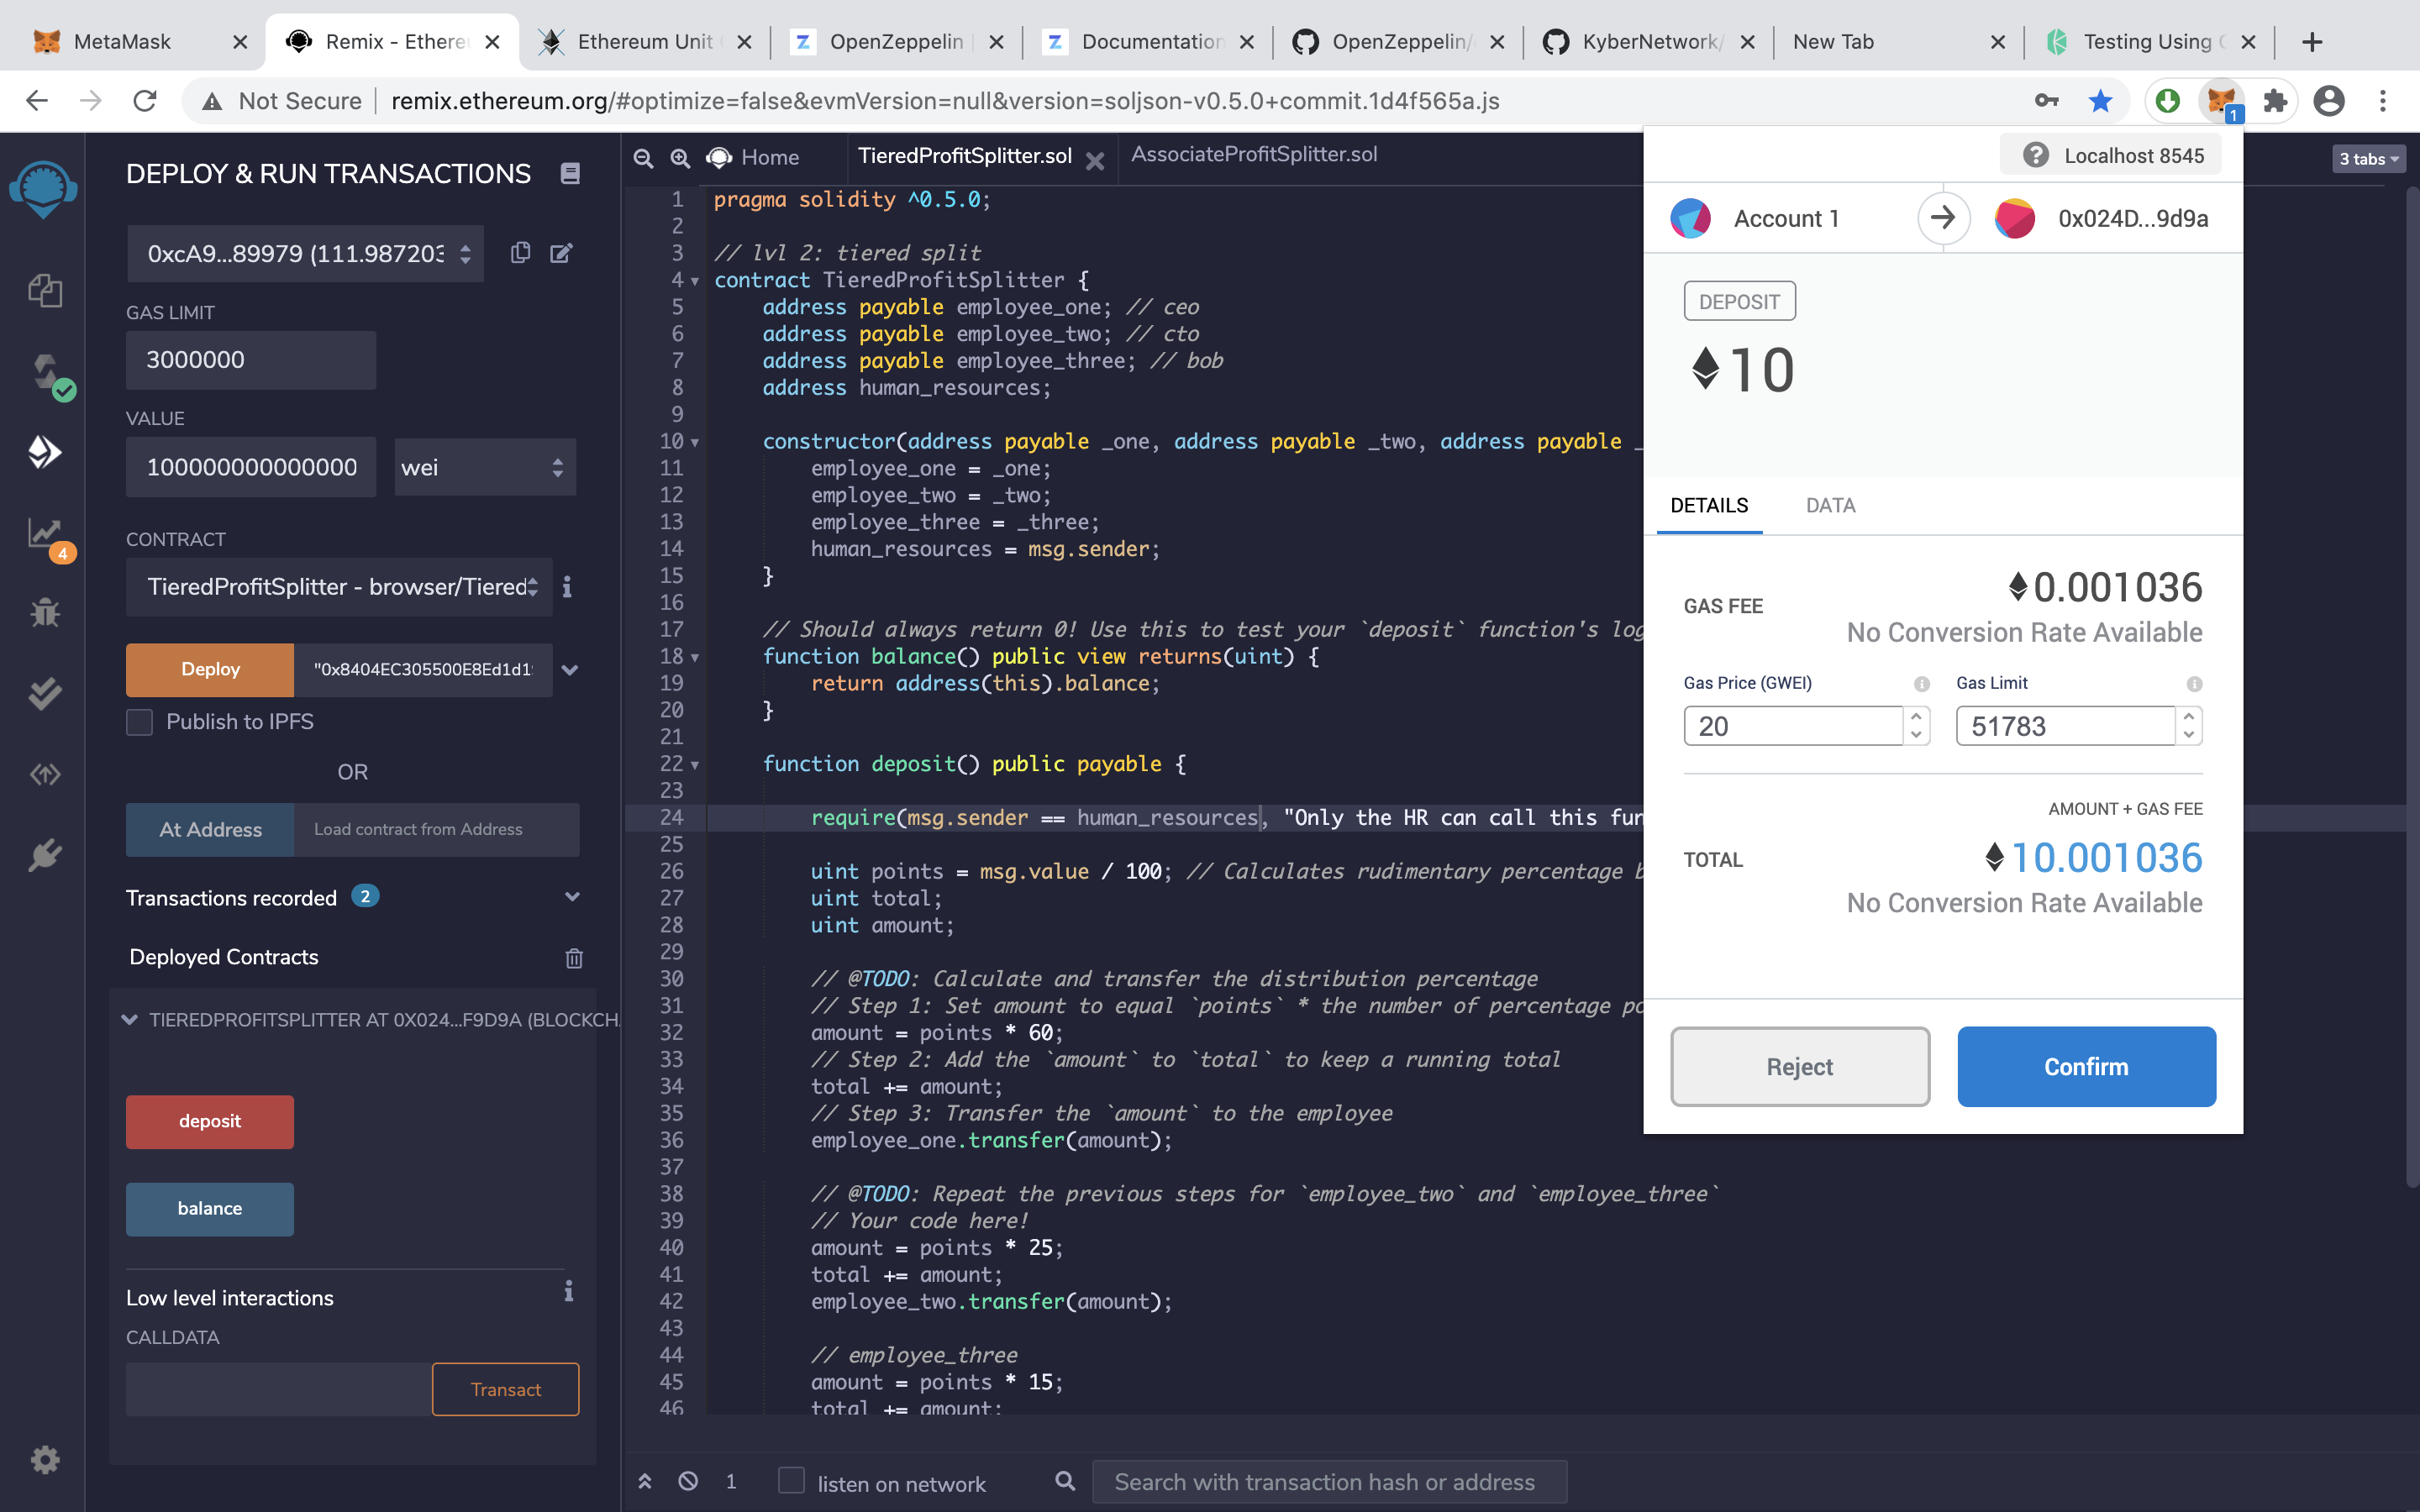 MetaMask
Remix - Ethere
Ethereum Unit
OpenZeppelin
Documentation
OpenZeppelin/
KyberNetwork/
New Tab
Testing Using
Not Secure
remix.ethereum.org/#optimize=false&evmVersion=null&version=soljson-v0.5.0+commit.1d4f565a.js
1
DEPLOY & RUN TRANSACTIONS
0xcA9...89979 (111.987203
GAS LIMIT
3000000
VALUE
100000000000000
wei
CONTRACT
TieredProfitSplitter - browser/Tiered
i
Deploy
"0x8404EC305500E8Ed1d1
Publish to IPFS
OR
At Address
Load contract from Address
Transactions recorded 2
Deployed Contracts
TIEREDPROFITSPLITTER AT 0X024...F9D9A (BLOCKCH
deposit
balance
Low level interactions
i
CALLDATA
Transact
4
Home
TieredProfitSplitter.sol
AssociateProfitSplitter.sol
3 tabs
1 pragma solidity ^0.5.0;
2
3 // lvl 2: tiered split
4 contract TieredProfitSplitter {
5 address payable employee_one; // ceo
6 address payable employee_two; // cto
7 address payable employee_three; // bob
8 address human_resources;
9
10 constructor(address payable _one, address payable _two, address payable _
11 employee_one = _one;
12 employee_two = _two;
13 employee_three = _three;
14 human_resources = msg.sender;
15 }
16
17 // Should always return 0! Use this to test your `deposit` function's log
18 function balance() public view returns(uint) {
19 return address(this).balance;
20 }
21
22 function deposit() public payable {
23
24 require(msg.sender == human_resources, "Only the HR can call this fun
25
26 uint points = msg.value / 100; // Calculates rudimentary percentage b
27 uint total;
28 uint amount;
29
30 // @TODO: Calculate and transfer the distribution percentage
31 // Step 1: Set amount to equal `points` * the number of percentage po
32 amount = points * 60;
33 // Step 2: Add the `amount` to `total` to keep a running total
34 total += amount;
35 // Step 3: Transfer the `amount` to the employee
36 employee_one.transfer(amount);
37
38 // @TODO: Repeat the previous steps for `employee_two` and `employee_three`
39 // Your code here!
40 amount = points * 25;
41 total += amount;
42 employee_two.transfer(amount);
43
44 // employee_three
45 amount = points * 15;
46 total += amount;
1
listen on network
Search with transaction hash or address
Localhost 8545
Account 1
0x024D...9d9a
DEPOSIT
10
DETAILS
DATA
GAS FEE
0.001036
No Conversion Rate Available
Gas Price (GWEI)
Gas Limit
20
51783
AMOUNT + GAS FEE
TOTAL
10.001036
No Conversion Rate Available
Reject
Confirm